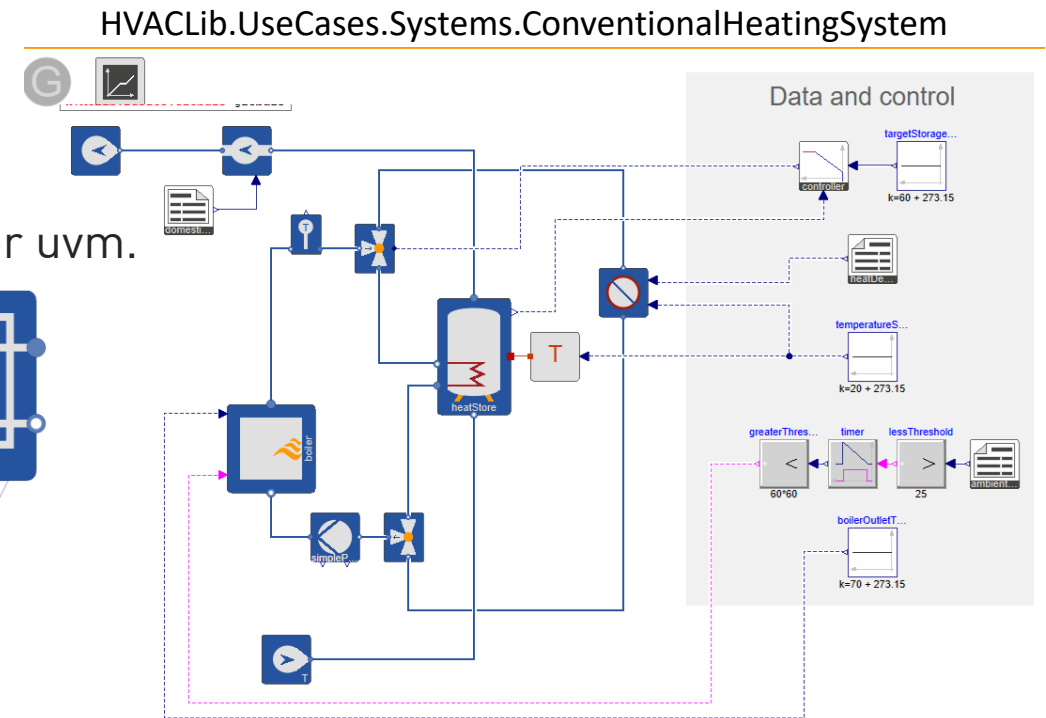 HVACLib.UseCases.Systems.ConventionalHeatingSystem
G
Data and control
targetStorage...
controller
k=60 + 273.15
domesti...
T
r uvm.
heatDe...
temperatureS...
T
k=20 + 273.15
heatStore
boiler
greaterThres...
timer
lessThreshold
<
>
60*60
25
ambient...
boilerOutletT...
simpleP...
k=70 + 273.15
T